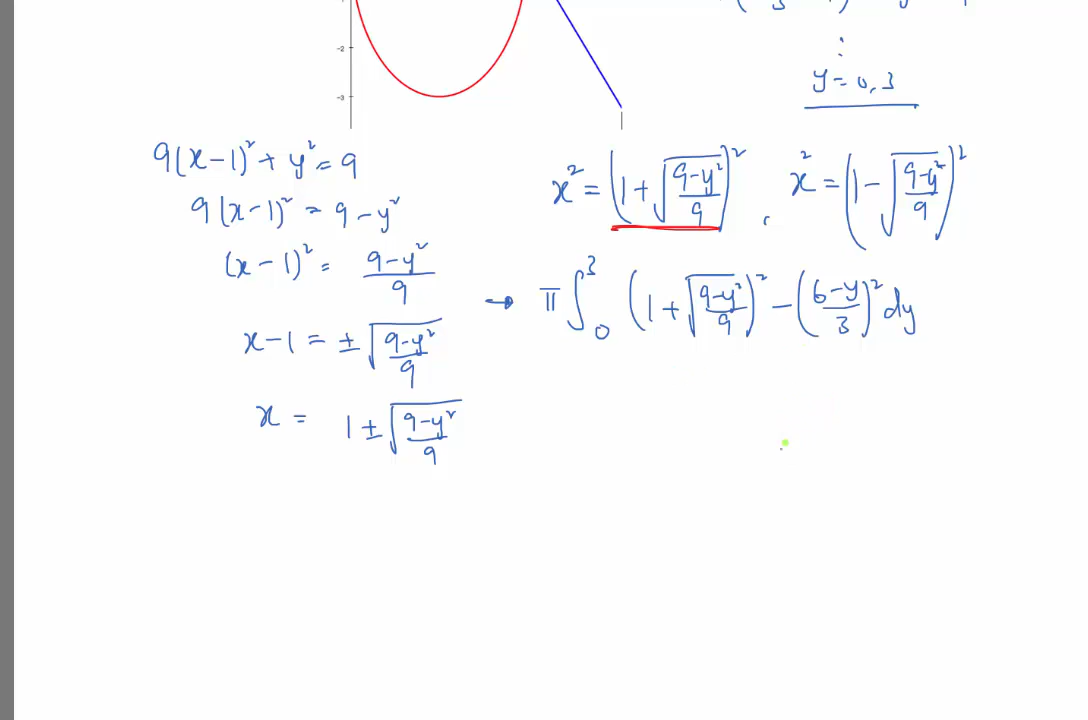 -2
-3
y = 0, 3
9(x-1)² + y² = 9
9(x-1)² = 9 - y²
(x-1)² = (9-y²)/9
x-1 = ±√((9-y²)/9)
x = 1 ± √((9-y²)/9)
x² = (1 + √((9-y²)/9))² , x² = (1 - √((9-y²)/9))²
→ π∫₀³ (1 + √((9-y²)/9))² - ((6-y)/3)² dy